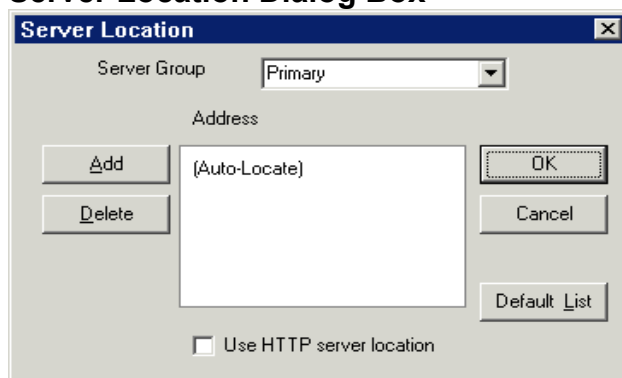 Server Location Dialog Box
Server Location
Server Group Primary
Address
Add (Auto-Locate) OK
Delete Cancel
Default List
Use HTTP server location